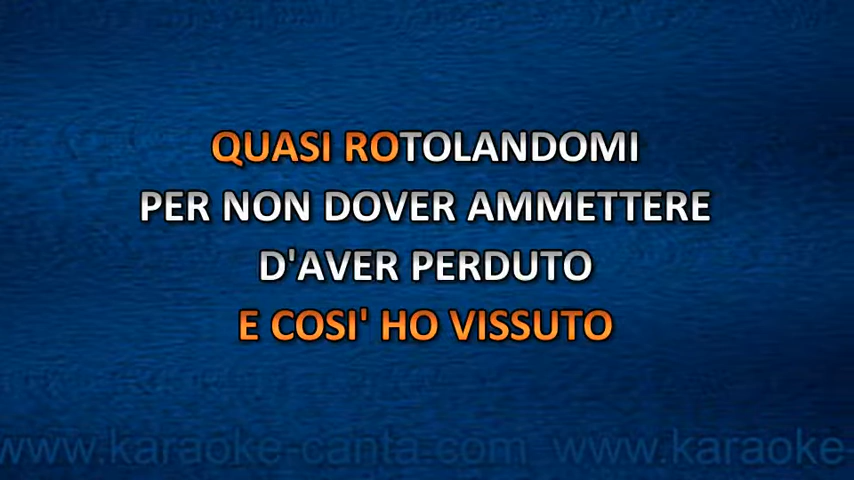 QUASI ROTOLANDOMI
PER NON DOVER AMMETTERE
D'AVER PERDUTO
E COSI' HO VISSUTO
www.karaoke-canta.com www.karaoke-